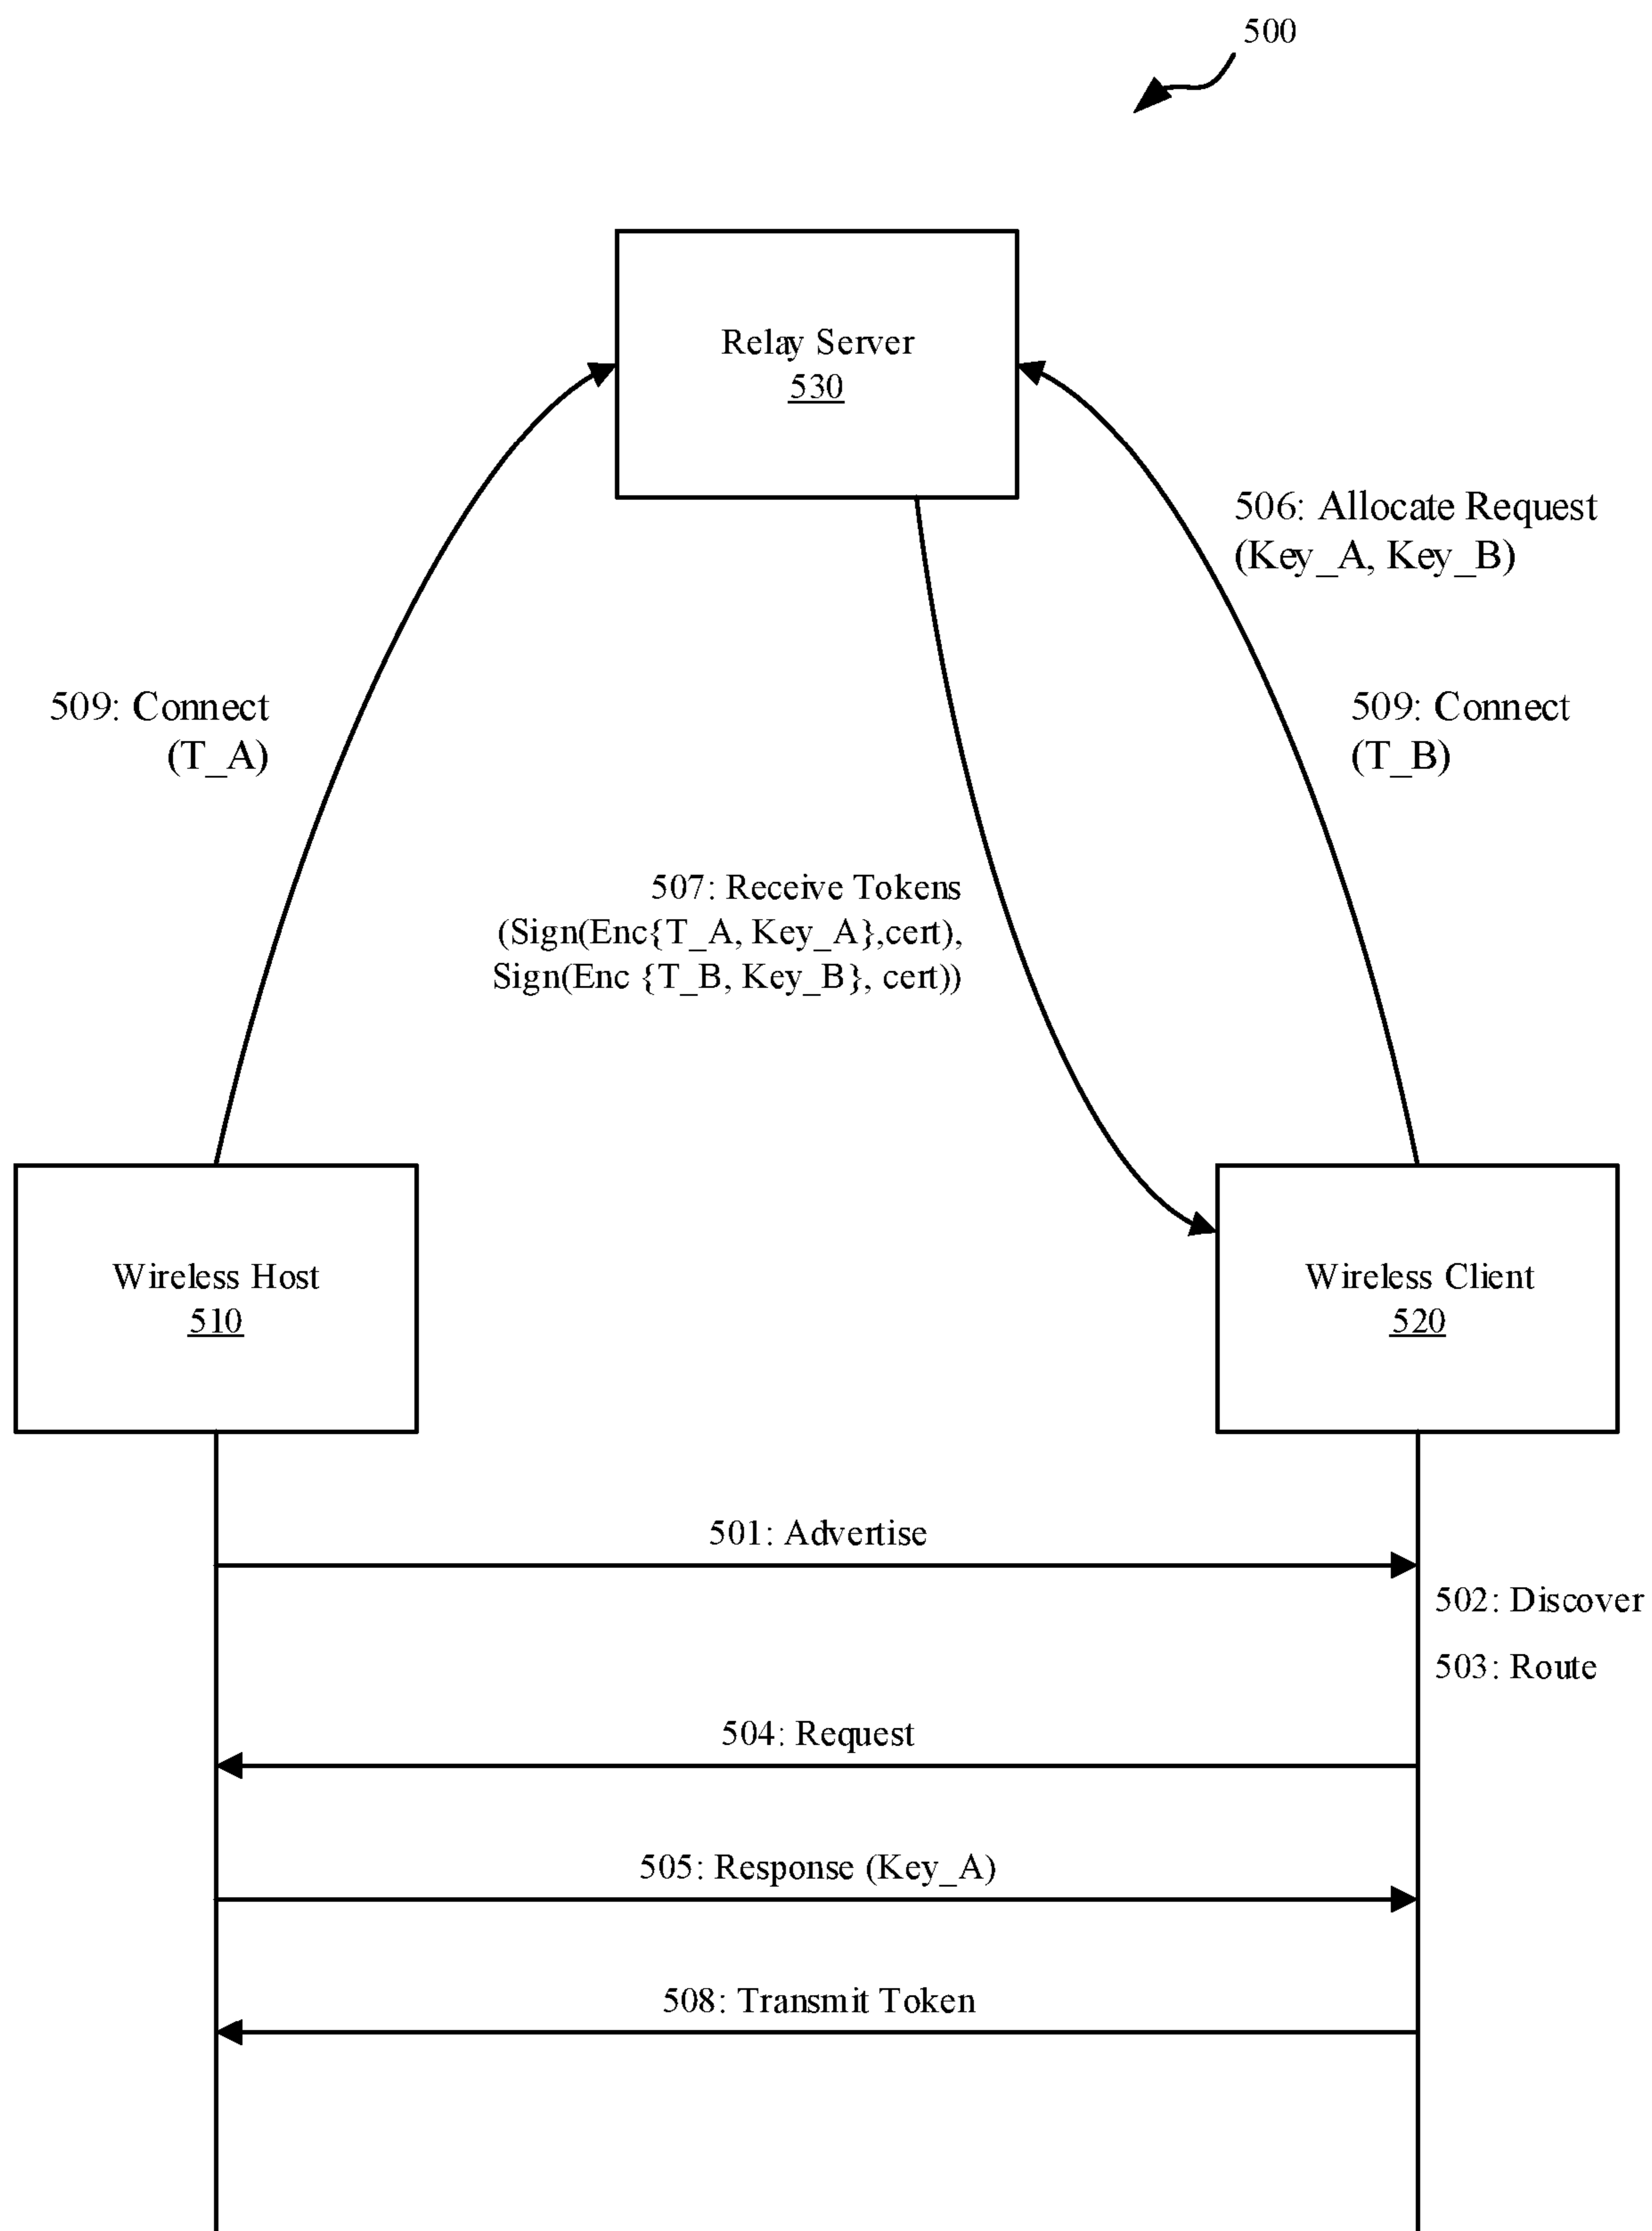 500
Relay Server
530
506: Allocate Request
(Key_A, Key_B)
509: Connect
(T_A)
509: Connect
(T_B)
507: Receive Tokens
(Sign(Enc{T_A, Key_A},cert),
Sign(Enc {T_B, Key_B}, cert))
Wireless Host
510
Wireless Client
520
501: Advertise
502: Discover
503: Route
504: Request
505: Response (Key_A)
508: Transmit Token